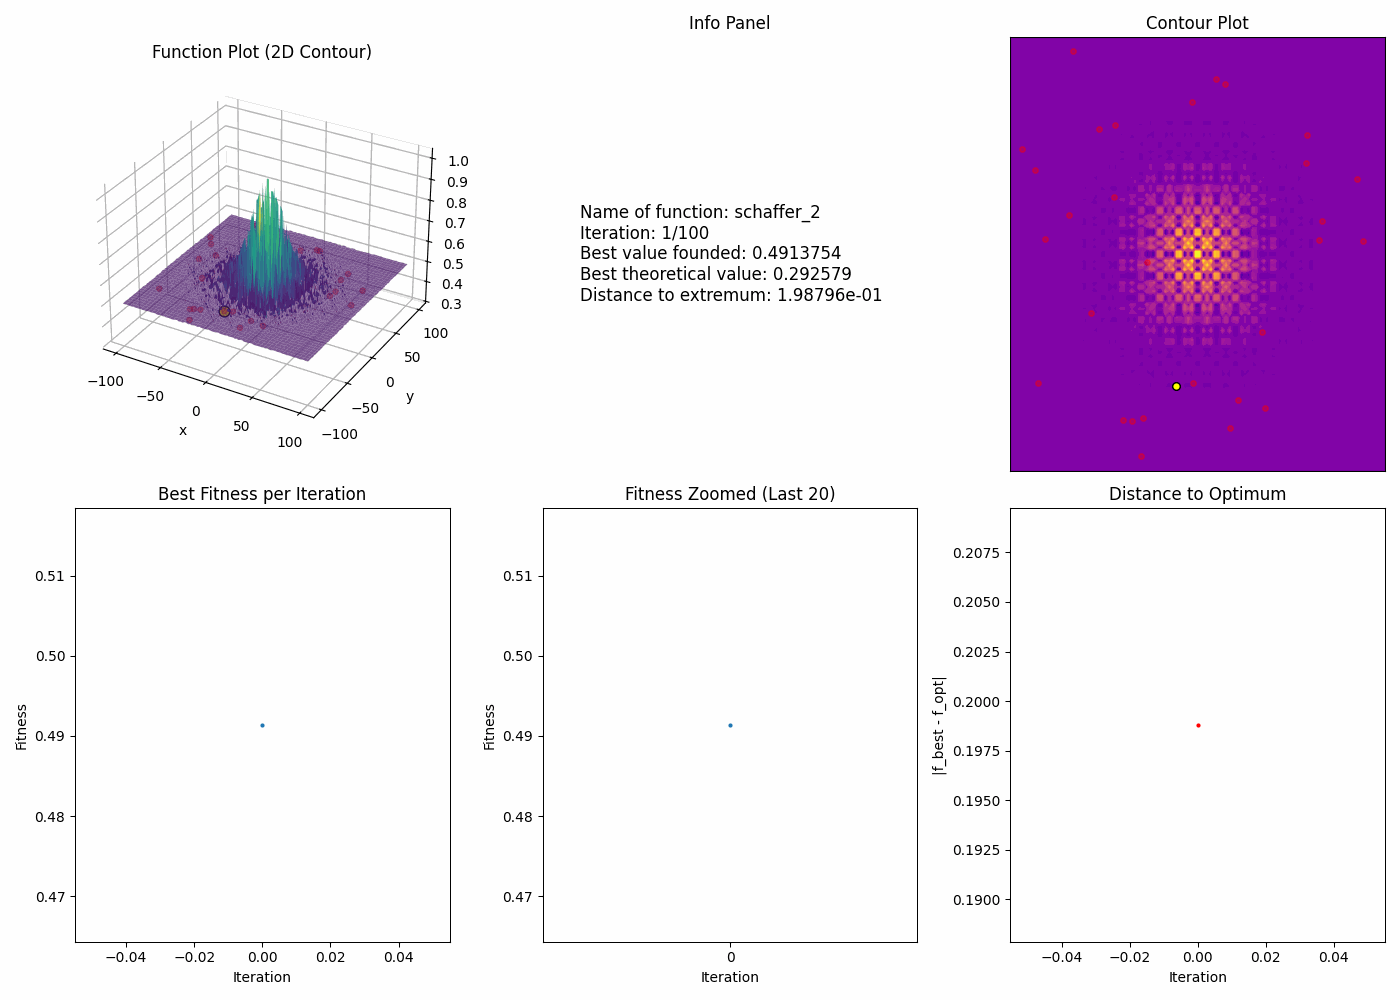 Info Panel
Contour Plot
Function Plot (2D Contour)
1.0
0.9
0.8
0.7
0.6
0.5
0.4
0.3
−100
−50
0
50
100
x
−100
−50
0
50
100
y
Name of function: schaffer_2
Iteration: 1/100
Best value founded: 0.4913754
Best theoretical value: 0.292579
Distance to extremum: 1.98796e-01
Best Fitness per Iteration
0.51
0.50
0.49
0.48
0.47
Fitness
−0.04 −0.02 0.00 0.02 0.04
Iteration
Fitness Zoomed (Last 20)
0.51
0.50
0.49
0.48
0.47
Fitness
0
Iteration
Distance to Optimum
0.2075
0.2050
0.2025
0.2000
0.1975
0.1950
0.1925
0.1900
|f_best - f_opt|
−0.04 −0.02 0.00 0.02 0.04
Iteration